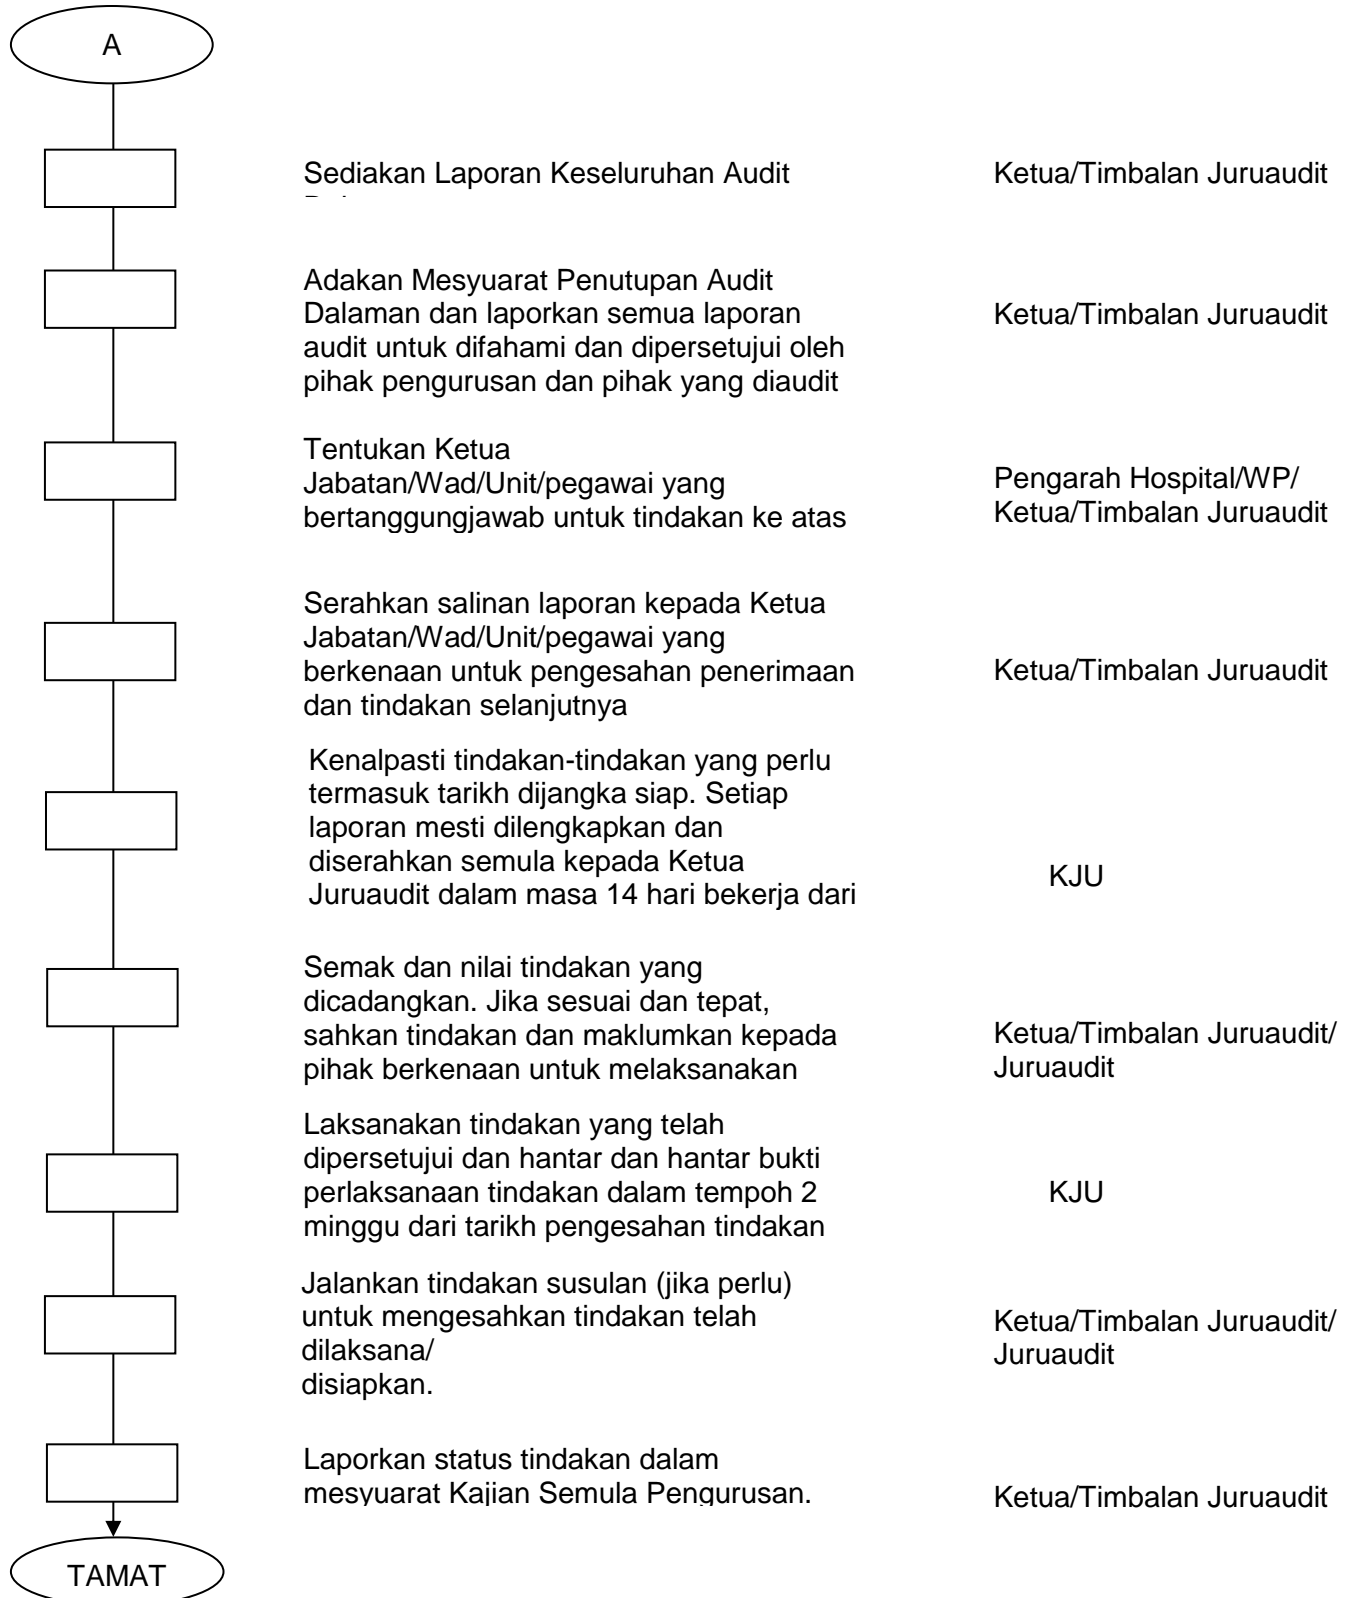 A
Sediakan Laporan Keseluruhan Audit
Ketua/Timbalan Juruaudit
Adakan Mesyuarat Penutupan Audit
Dalaman dan laporkan semua laporan
audit untuk difahami dan dipersetujui oleh
pihak pengurusan dan pihak yang diaudit
Ketua/Timbalan Juruaudit
Tentukan Ketua
Jabatan/Wad/Unit/pegawai yang
bertanggungjawab untuk tindakan ke atas
Pengarah Hospital/WP/
Ketua/Timbalan Juruaudit
Serahkan salinan laporan kepada Ketua
Jabatan/Wad/Unit/pegawai yang
berkenaan untuk pengesahan penerimaan
dan tindakan selanjutnya
Ketua/Timbalan Juruaudit
Kenalpasti tindakan-tindakan yang perlu
termasuk tarikh dijangka siap. Setiap
laporan mesti dilengkapkan dan
diserahkan semula kepada Ketua
Juruaudit dalam masa 14 hari bekerja dari
KJU
Semak dan nilai tindakan yang
dicadangkan. Jika sesuai dan tepat,
sahkan tindakan dan maklumkan kepada
pihak berkenaan untuk melaksanakan
Ketua/Timbalan Juruaudit/
Juruaudit
Laksanakan tindakan yang telah
dipersetujui dan hantar dan hantar bukti
perlaksanaan tindakan dalam tempoh 2
minggu dari tarikh pengesahan tindakan
KJU
Jalankan tindakan susulan (jika perlu)
untuk mengesahkan tindakan telah
dilaksana/
disiapkan.
Ketua/Timbalan Juruaudit/
Juruaudit
Laporkan status tindakan dalam
mesyuarat Kajian Semula Pengurusan.
Ketua/Timbalan Juruaudit
TAMAT